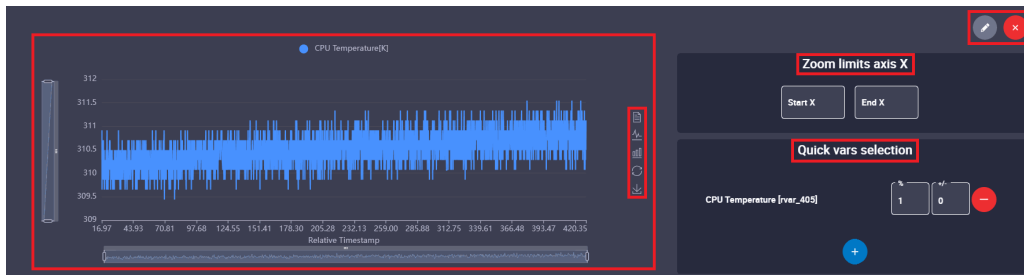 CPU Temperature[K]
312
311.5
311
310.5
310
309.5
309
16.97 43.93 70.81 97.68 124.55 151.41 178.30 205.28 232.13 259.00 285.88 312.75 339.61 366.48 393.47 420.35
Relative Timestamp
Zoom limits axis X
Start X End X
Quick vars selection
CPU Temperature [rvar_405]
% +/-
1 0